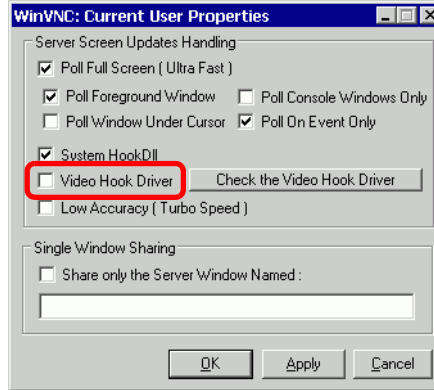 WinVNC: Current User Properties
Server Screen Updates Handling
Poll Full Screen ( Ultra Fast )
Poll Foreground Window
Poll Console Windows Only
Poll Window Under Cursor
Poll On Event Only
System HookDll
Video Hook Driver
Check the Video Hook Driver
Low Accuracy ( Turbo Speed )
Single Window Sharing
Share only the Server Window Named :
OK
Apply
Cancel